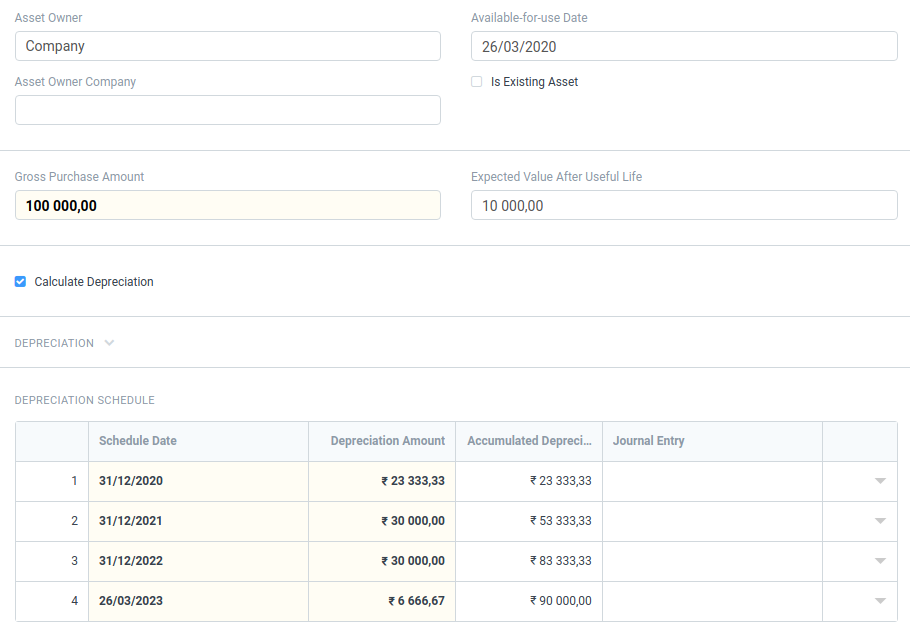 Asset Owner
Available-for-use Date
Company
26/03/2020
Asset Owner Company
Is Existing Asset
Gross Purchase Amount
Expected Value After Useful Life
100 000,00
10 000,00
Calculate Depreciation
DEPRECIATION
DEPRECIATION SCHEDULE
Schedule Date Depreciation Amount Accumulated Depreci... Journal Entry
1 31/12/2020 ₹ 23 333,33 ₹ 23 333,33
2 31/12/2021 ₹ 30 000,00 ₹ 53 333,33
3 31/12/2022 ₹ 30 000,00 ₹ 83 333,33
4 26/03/2023 ₹ 6 666,67 ₹ 90 000,00